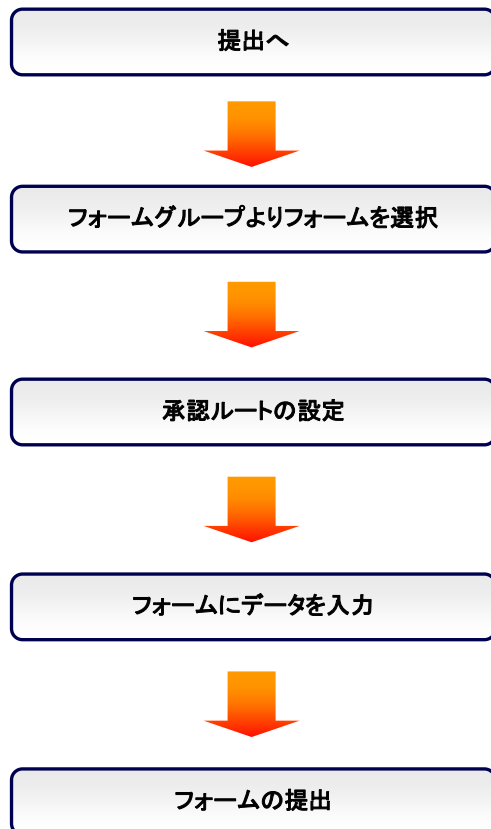 提出へ
フォームグループよりフォームを選択
承認ルートの設定
フォームにデータを入力
フォームの提出